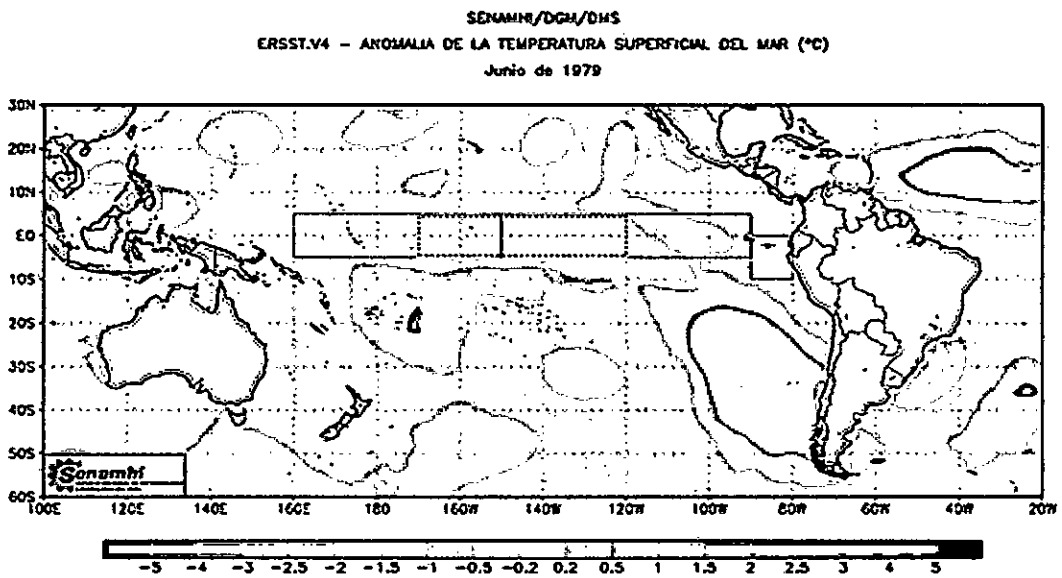 SENAMHI/DGM/DMS
ERSST.V4 - ANOMALIA DE LA TEMPERATURA SUPERFICIAL DEL MAR (°C)
Junio de 1979
30N
20N
10N
EQ
10S
20S
30S
40S
50S
60S
Senamhi
100E 120E 140E 160E 180 160W 140W 120W 100W 80W 60W 40W 20W
-5 -4 -3 -2.5 -2 -1.5 -1 -0.5 -0.2 0.2 0.5 1 1.5 2 2.5 3 4 5